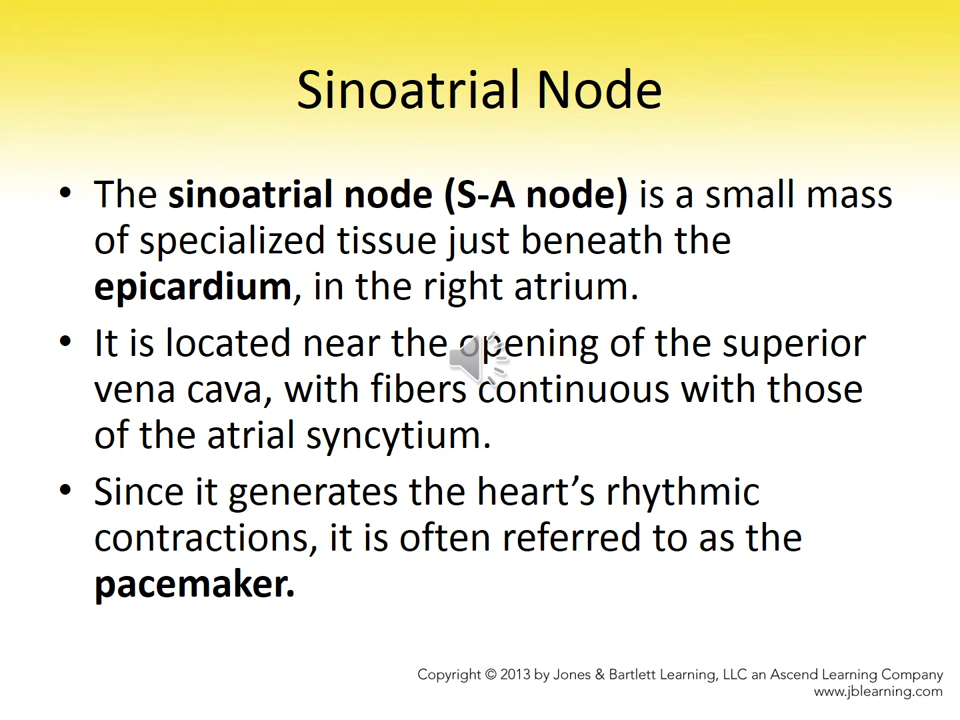 Sinoatrial Node
• The sinoatrial node (S-A node) is a small mass
of specialized tissue just beneath the
epicardium, in the right atrium.
• It is located near the opening of the superior
vena cava, with fibers continuous with those
of the atrial syncytium.
• Since it generates the heart’s rhythmic
contractions, it is often referred to as the
pacemaker.
Copyright © 2013 by Jones & Bartlett Learning, LLC an Ascend Learning Company
www.jblearning.com